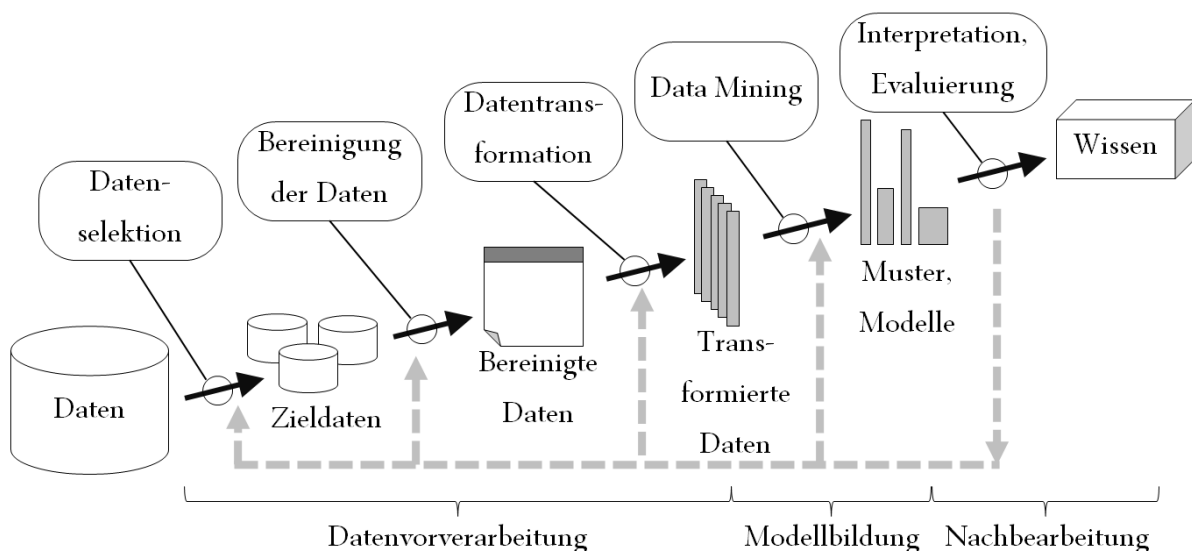 Interpretation,
Evaluierung
Data Mining
Datentrans-
formation
Bereinigung
der Daten
Daten-
selektion
Wissen
Daten
Zieldaten
Bereinigte
Daten
Trans-
formierte
Daten
Muster,
Modelle
Datenvorverarbeitung
Modellbildung
Nachbearbeitung